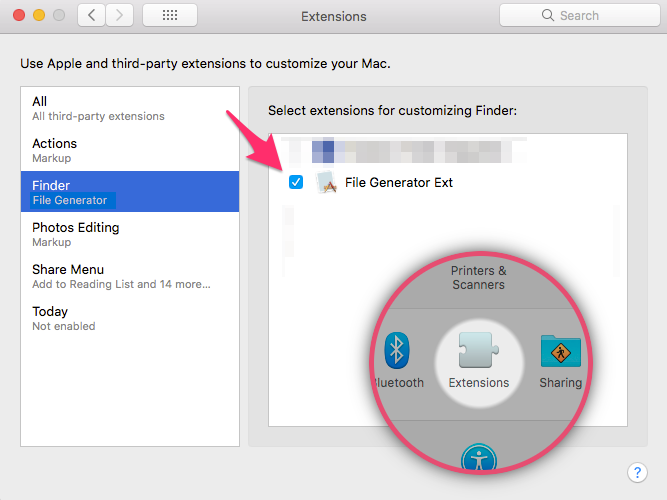 Extensions
Search
Use Apple and third-party extensions to customize your Mac.
All
All third-party extensions
Actions
Markup
Finder
File Generator
Photos Editing
Markup
Share Menu
Add to Reading List and 14 more...
Today
Not enabled
Select extensions for customizing Finder:
File Generator Ext
Printers &
Scanners
Bluetooth
Extensions
Sharing
?